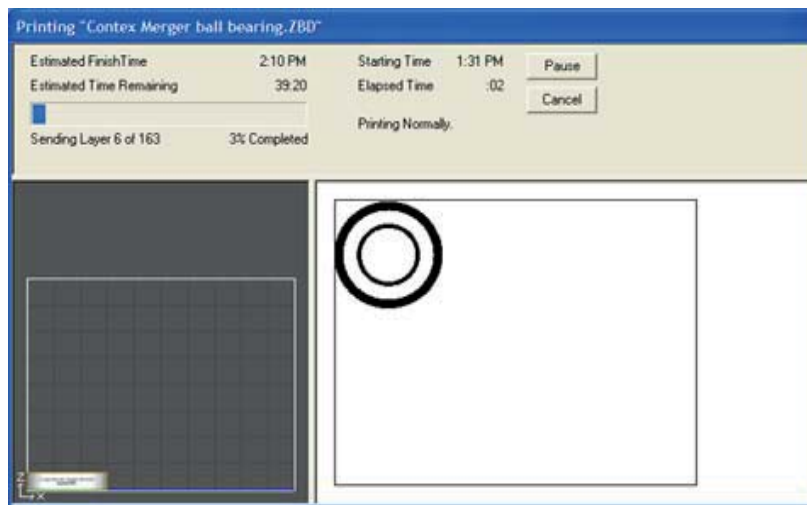 Printing "Contex Merger ball bearing.ZBD"
Estimated FinishTime 2:10 PM Starting Time 1:31 PM Pause
Estimated Time Remaining 39:20 Elapsed Time :02 Cancel
Printing Normally.
Sending Layer 6 of 163 3% Completed
Z
X